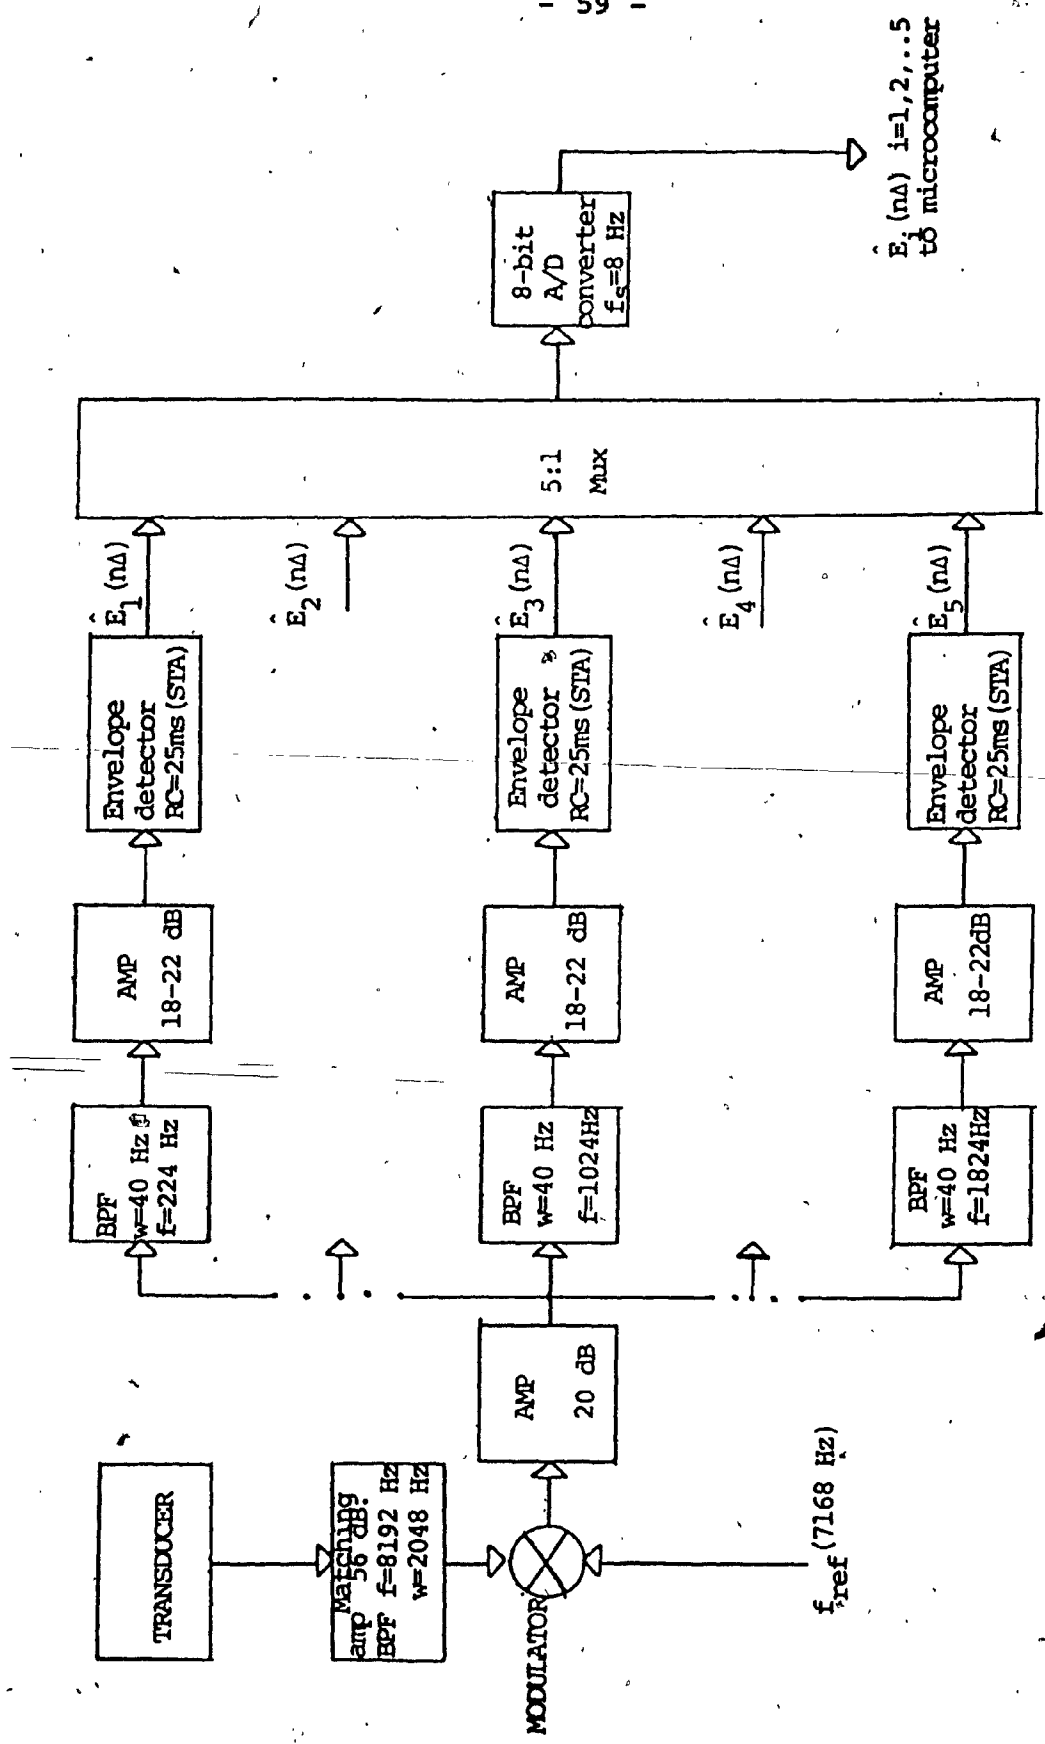 - 59 -
TRANSDUCER
Matching
amp 56 dB.
BPF f=8192 Hz
w=2048 Hz
MODULATOR
f_ref (7168 Hz)
AMP
20 dB
BPF
w=40 Hz
f=224 Hz
AMP
18-22 dB
Envelope
detector
RC=25ms(STA)
Ê_1(nΔ)
Ê_2(nΔ)
BPF
w=40 Hz
f=1024Hz
AMP
18-22 dB
Envelope
detector
RC=25ms(STA)
Ê_3(nΔ)
Ê_4(nΔ)
BPF
w=40 Hz
f=1824Hz
AMP
18-22dB
Envelope
detector
RC=25ms(STA)
Ê_5(nΔ)
5:1
Mux
8-bit
A/D
converter
f_s=8 Hz
Ê_i(nΔ) i=1,2,..5
to microcomputer